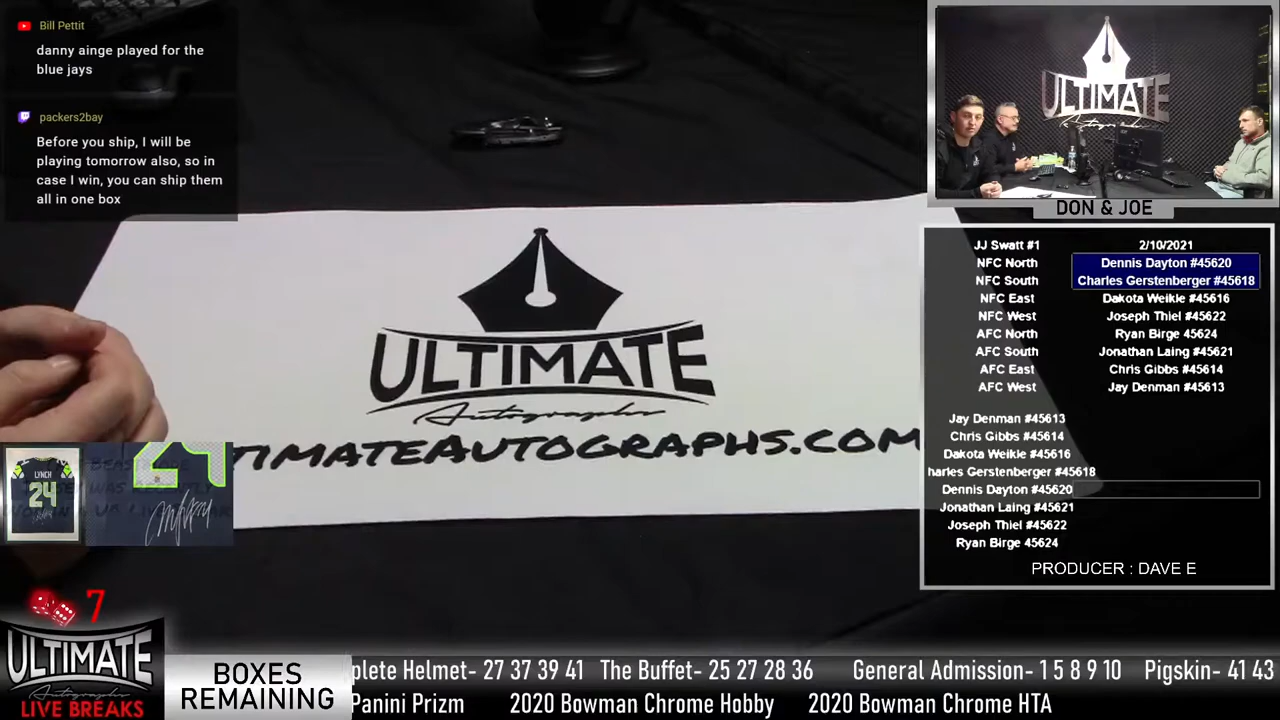 Bill Pettit
danny ainge played for the
blue jays
packers2bay
Before you ship, I will be
playing tomorrow also, so in
case I win, you can ship them
all in one box
ULTIMATE
Autographs
DON & JOE
ULTIMATE
Autographs
TIMATEAUTOGRAPHS.COM
JJ Swatt #1 2/10/2021
NFC North Dennis Dayton #45620
NFC South Charles Gerstenberger #45618
NFC East Dakota Weikle #45616
NFC West Joseph Thiel #45622
AFC North Ryan Birge 45624
AFC South Jonathan Laing #45621
AFC East Chris Gibbs #45614
AFC West Jay Denman #45613
Jay Denman #45613
Chris Gibbs #45614
Dakota Weikle #45616
harles Gerstenberger #45618
Dennis Dayton #45620
Jonathan Laing #45621
Joseph Thiel #45622
Ryan Birge 45624
PRODUCER : DAVE E
LYNCH
24
7
ULTIMATE
Autographs
LIVE BREAKS
BOXES
REMAINING
plete Helmet- 27 37 39 41 The Buffet- 25 27 28 36 General Admission- 1 5 8 9 10 Pigskin- 41 43
Panini Prizm 2020 Bowman Chrome Hobby 2020 Bowman Chrome HTA